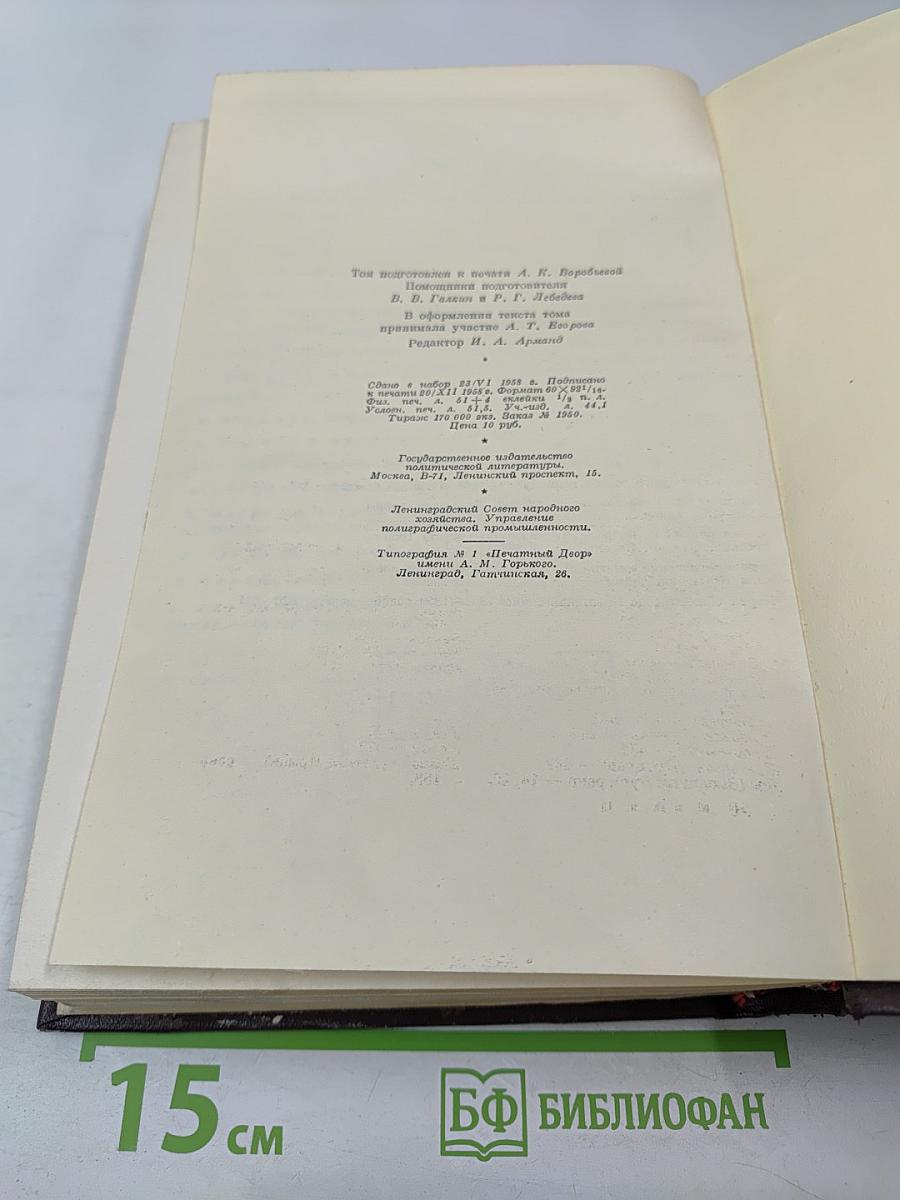 Том подготовлен к печати А. К. Воробьевой
Помощники подготовителя
В. В. Галкин и Р. Г. Лебедева
В оформлении текста тома
принимала участие А. Т. Егорова
Редактор И. А. Арманд
*
Сдано в набор 23/VI 1958 г. Подписано
к печати 20/XII 1958 г. Формат 60 × 92 1/16.
Физ. печ. л. 51 + 4 вклейки 1/2 п. л.
Условн. печ. л. 51,5. Уч.-изд. л. 44,1
Тираж 170 000 экз. Заказ № 1950.
Цена 10 руб.
*
Государственное издательство
политической литературы.
Москва, В-71, Ленинский проспект, 15.
*
Ленинградский Совет народного
хозяйства. Управление
полиграфической промышленности.
Типография № 1 «Печатный Двор»
имени А. М. Горького.
Ленинград, Гатчинская, 26.
15 см
БФ БИБЛИОФАН